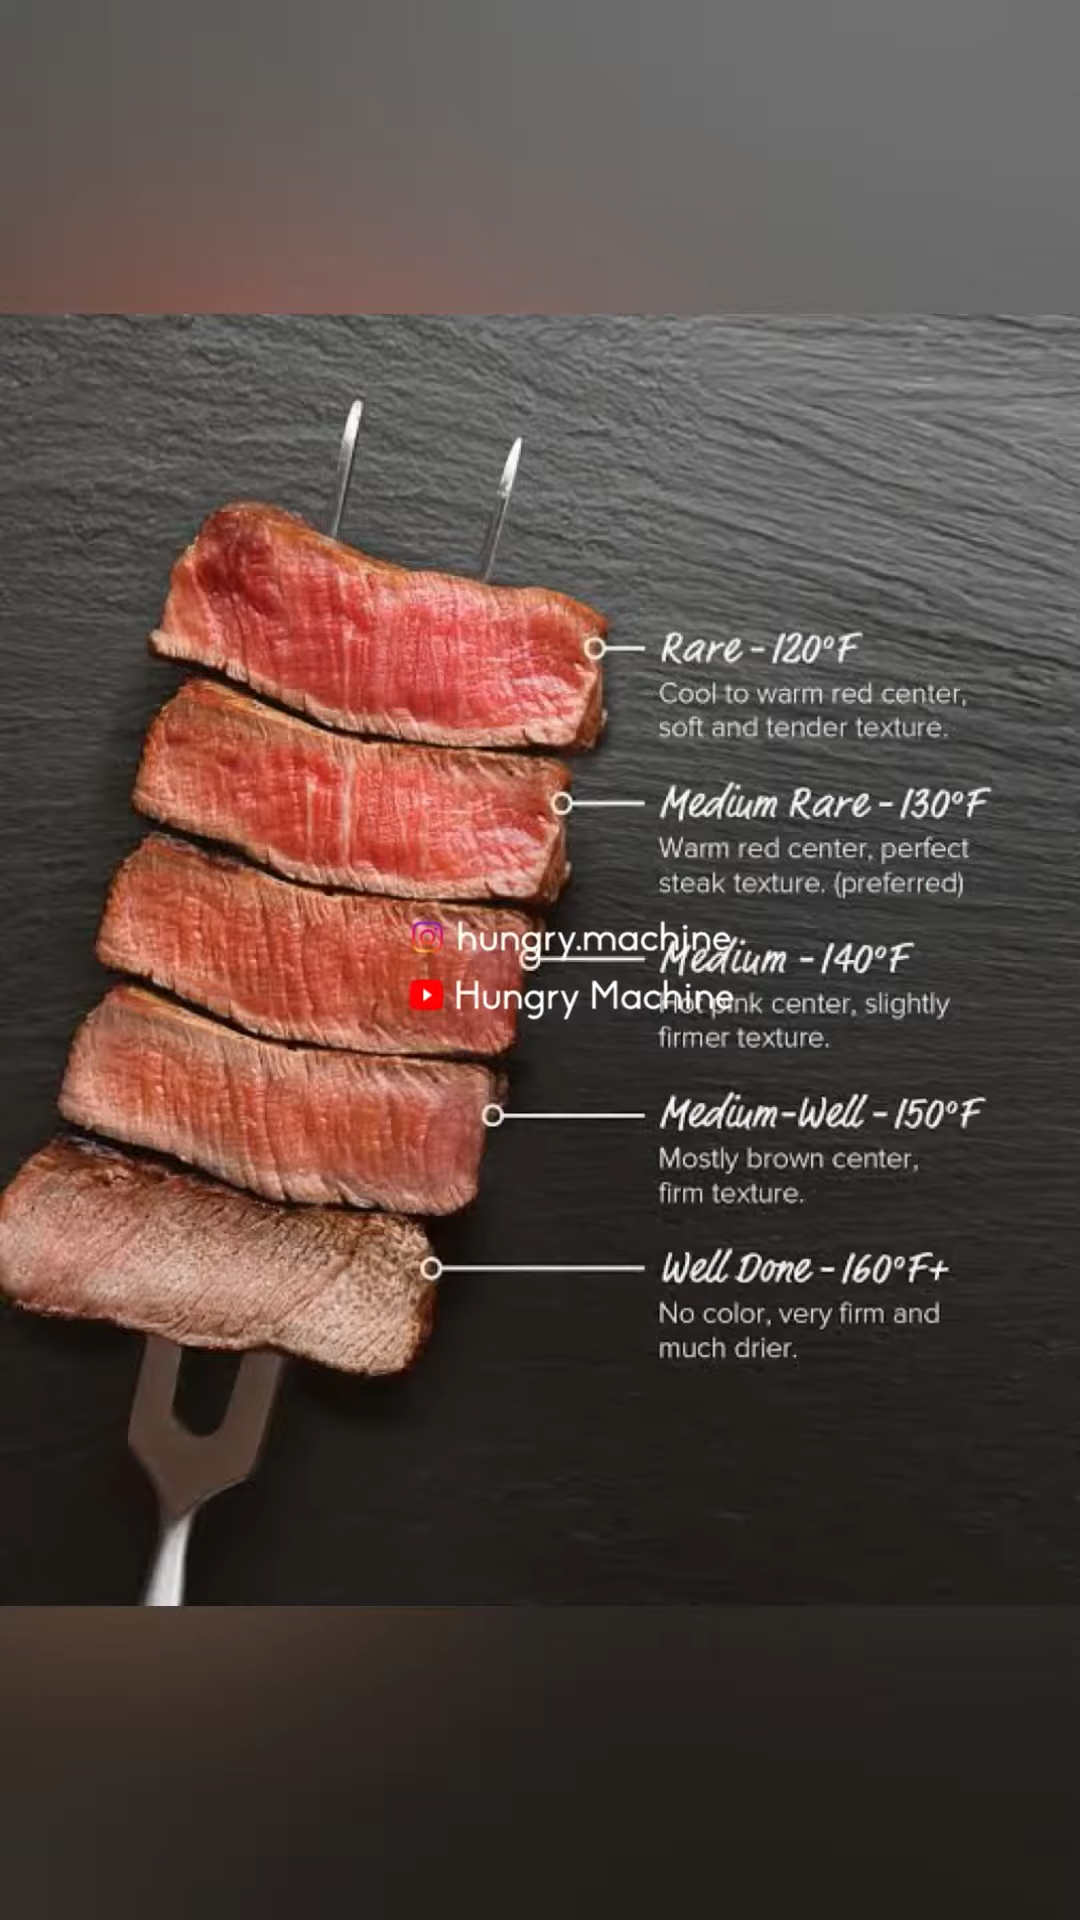 Rare - 120°F
Cool to warm red center,
soft and tender texture.
Medium Rare - 130°F
Warm red center, perfect
steak texture. (preferred)
hungry.machine
Medium - 140°F
Hungry Machine
Hot pink center, slightly
firmer texture.
Medium-Well - 150°F
Mostly brown center,
firm texture.
Well Done - 160°F+
No color, very firm and
much drier.